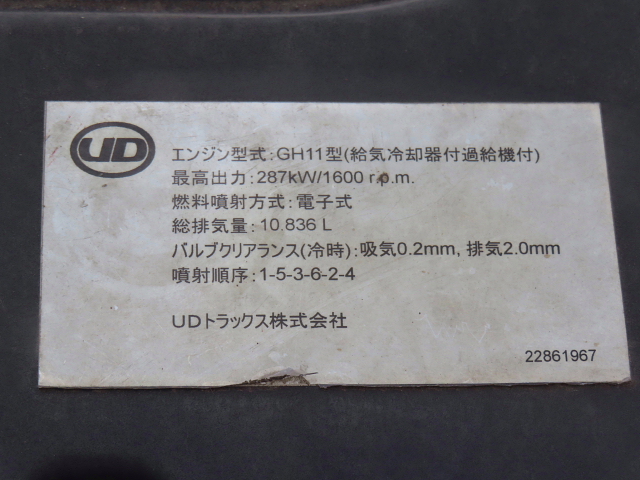 UD
エンジン型式:GH11型(給気冷却器付過給機付)
最高出力:287kW/1600 r.p.m.
燃料噴射方式:電子式
総排気量:10.836 L
バルブクリアランス(冷時):吸気0.2mm, 排気2.0mm
噴射順序:1-5-3-6-2-4
UDトラックス株式会社
22861967